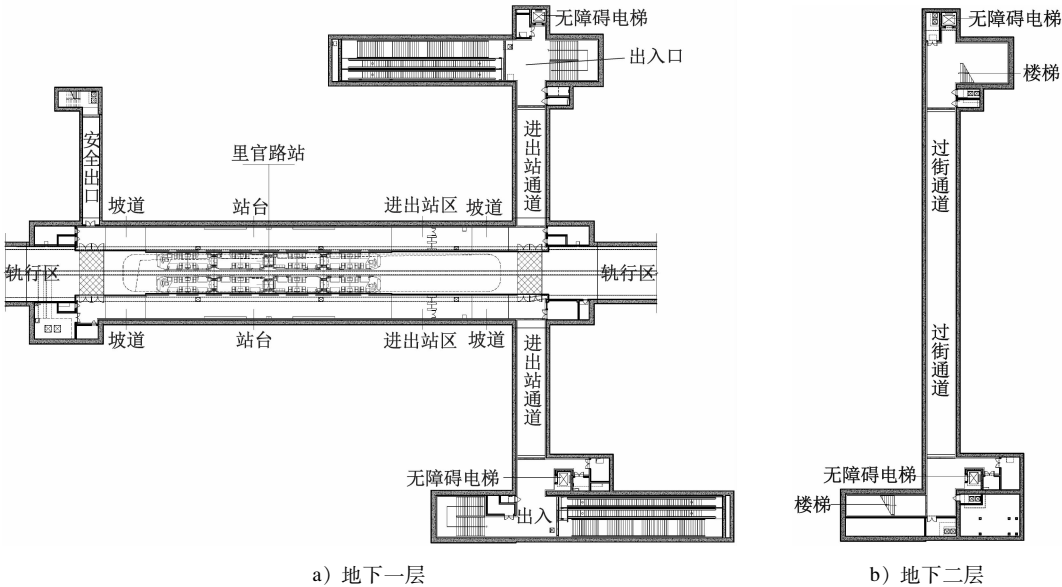 无障碍电梯
出入口
安全出口
进出站通道
里官路站
坡道
站台
进出站区
坡道
轨行区
轨行区
坡道
站台
进出站区
坡道
进出站通道
无障碍电梯
出入
a）地下一层
无障碍电梯
楼梯
过街通道
过街通道
无障碍电梯
楼梯
b）地下二层